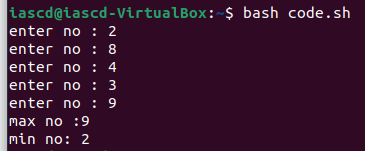 iascd@iascd-VirtualBox:~$ bash code.sh
enter no : 2
enter no : 8
enter no : 4
enter no : 3
enter no : 9
max no :9
min no: 2